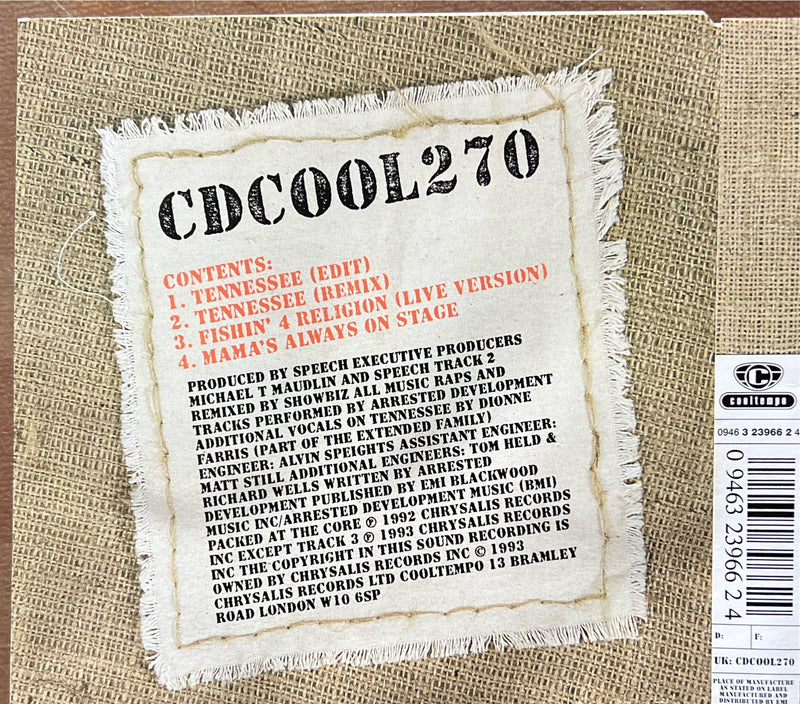 CDCOOL270
CONTENTS:
1. TENNESSEE (EDIT)
2. TENNESSEE (REMIX)
3. FISHIN' 4 RELIGION (LIVE VERSION)
4. MAMA'S ALWAYS ON STAGE
PRODUCED BY SPEECH EXECUTIVE PRODUCERS
MICHAEL T MAUDLIN AND SPEECH TRACK 2
REMIXED BY SHOWBIZ ALL MUSIC RAPS AND
TRACKS PERFORMED BY ARRESTED DEVELOPMENT
ADDITIONAL VOCALS ON TENNESSEE BY DIONNE
FARRIS (PART OF THE EXTENDED FAMILY)
ENGINEER: ALVIN SPEIGHTS ASSISTANT ENGINEER:
MATT STILL ADDITIONAL ENGINEERS: TOM HELD &
RICHARD WELLS WRITTEN BY ARRESTED
DEVELOPMENT PUBLISHED BY EMI BLACKWOOD
MUSIC INC/ARRESTED DEVELOPMENT MUSIC (BMI)
PACKED AT THE CORE ℗ 1992 CHRYSALIS RECORDS
INC EXCEPT TRACK 3 ℗ 1993 CHRYSALIS RECORDS
INC THE COPYRIGHT IN THIS SOUND RECORDING IS
OWNED BY CHRYSALIS RECORDS INC © 1993
CHRYSALIS RECORDS LTD COOLTEMPO 13 BRAMLEY
ROAD LONDON W10 6SP
C
cooltempo
0946 3 23966 2 4
0 9463 23966 2 4
D: F:
UK: CDCOOL270
PLACE OF MANUFACTURE
AS STATED ON LABEL
MANUFACTURED AND
DISTRIBUTED BY EMI